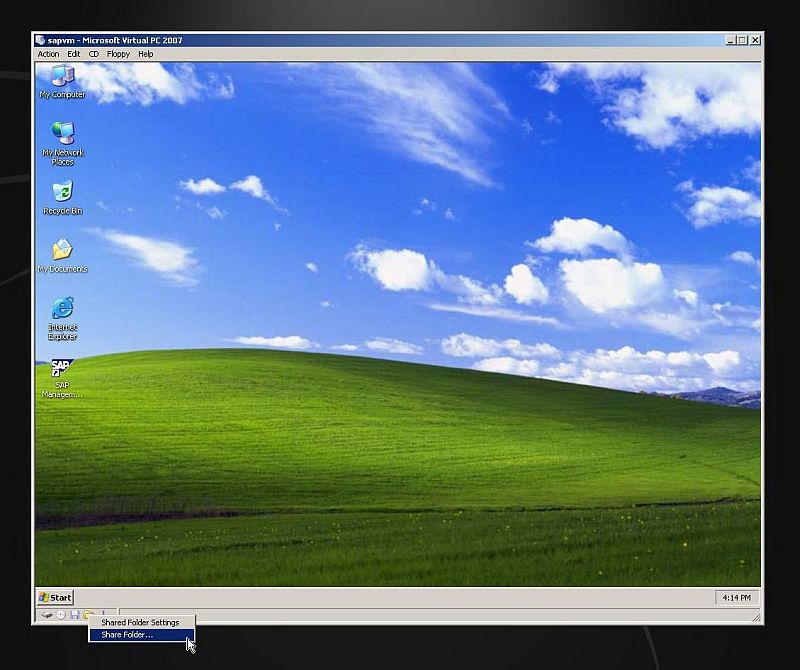 sapvm - Microsoft Virtual PC 2007
Action Edit CD Floppy Help
My Computer
My Network
Places
Recycle Bin
My Documents
Internet
Explorer
SAP
SAP
Managem...
Start
4:14 PM
Shared Folder Settings
Share Folder...